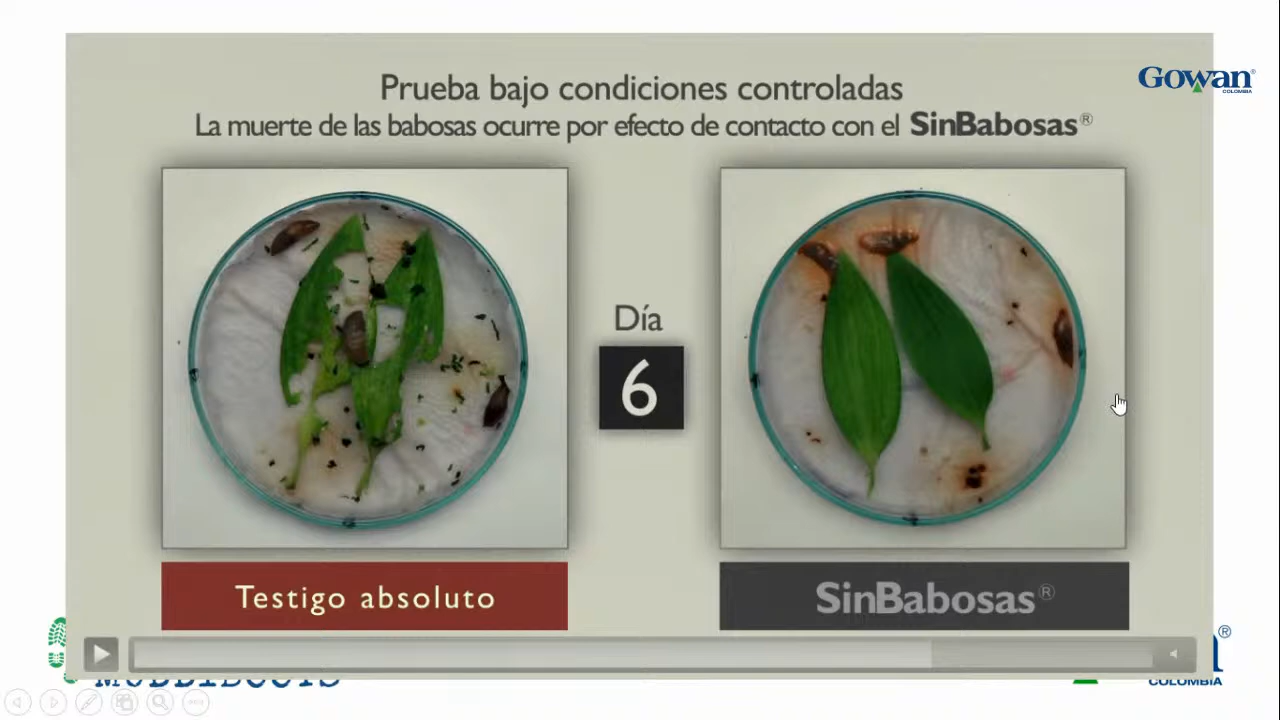 Prueba bajo condiciones controladas
La muerte de las babosas ocurre por efecto de contacto con el SinBabosas®
Gowan®
COLOMBIA
Día
6
Testigo absoluto
SinBabosas®
®
COLOMBIA